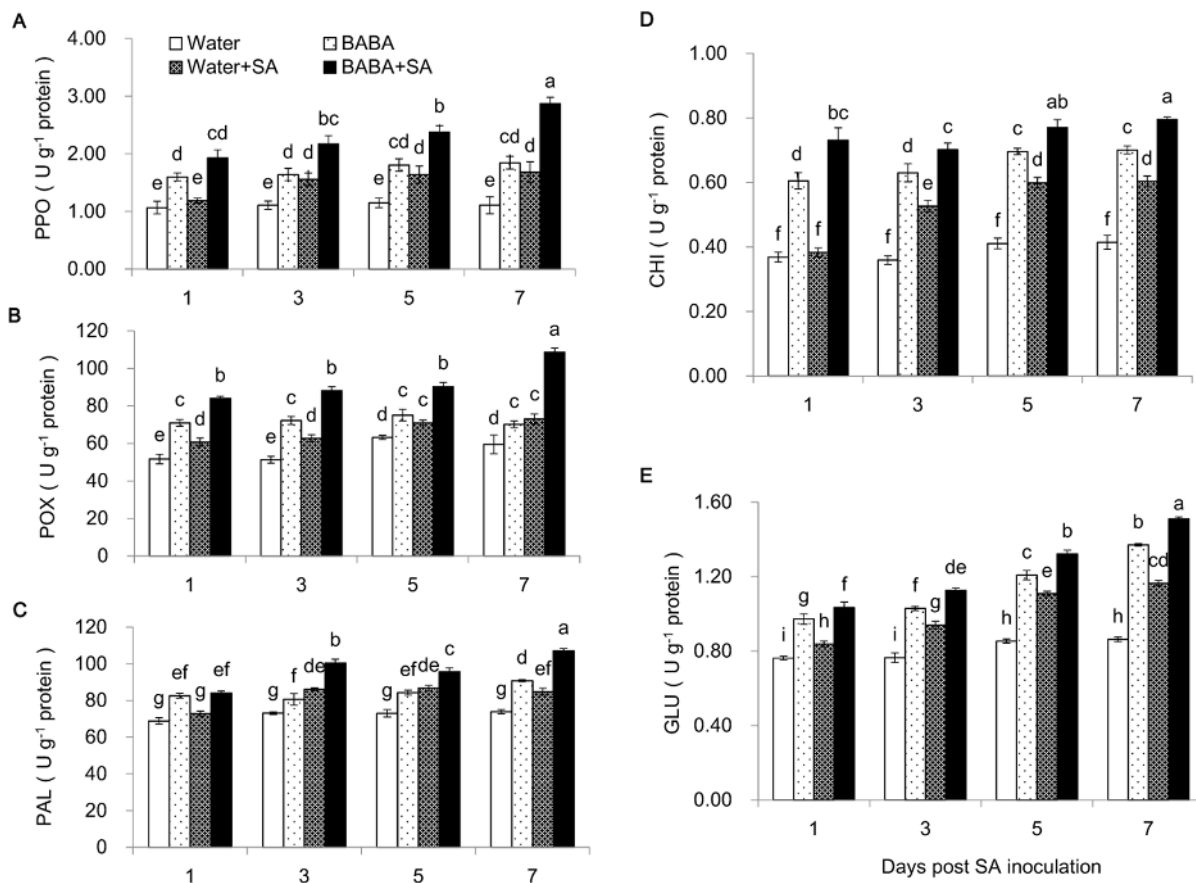 A
PPO ( U g⁻¹ protein )
4.00
3.00
2.00
1.00
0.00
Water BABA
Water+SA BABA+SA
e d e cd
e d d bc
e cd d b
e cd d a
1 3 5 7
B
POX ( U g⁻¹ protein )
120
100
80
60
40
20
0
e c d b
e c d b
d c c b
d c c a
1 3 5 7
C
PAL ( U g⁻¹ protein )
120
100
80
60
40
20
0
g ef g ef
g f de b
g ef de c
g d ef a
1 3 5 7
D
CHI ( U g⁻¹ protein )
1.00
0.80
0.60
0.40
0.20
0.00
f d f bc
f d e c
f c d ab
f c d a
1 3 5 7
E
GLU ( U g⁻¹ protein )
1.60
1.20
0.80
0.40
0.00
i g h f
i f g de
h c e b
h b cd a
1 3 5 7
Days post SA inoculation